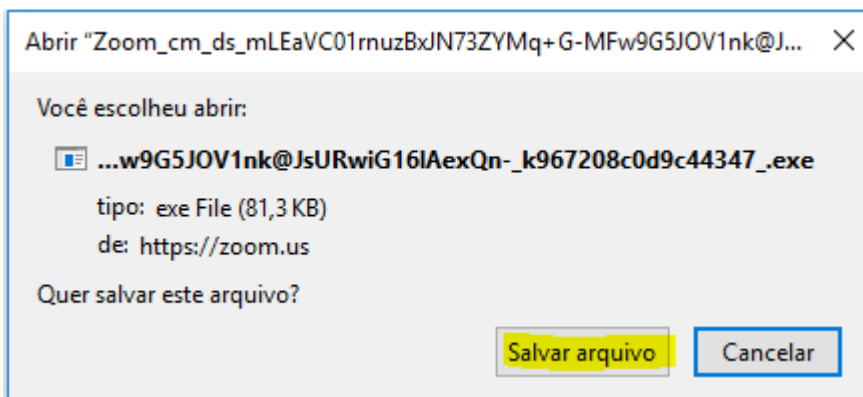 Abrir “Zoom_cm_ds_mLEaVC01rnuzBxJN73ZYMq+G-MFw9G5JOV1nk@J...
Você escolheu abrir:
...w9G5JOV1nk@JsURwiG16lAexQn-_k967208c0d9c44347_.exe
tipo: exe File (81,3 KB)
de: https://zoom.us
Quer salvar este arquivo?
Salvar arquivo Cancelar